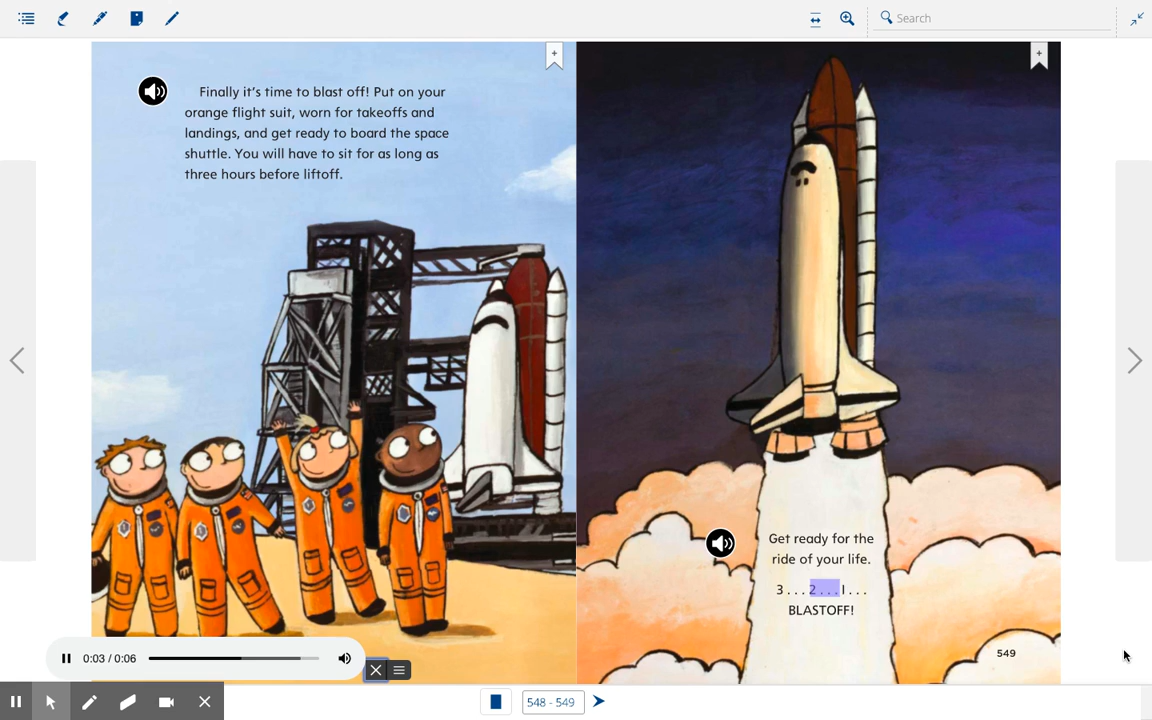 Search
Finally it's time to blast off! Put on your
orange flight suit, worn for takeoffs and
landings, and get ready to board the space
shuttle. You will have to sit for as long as
three hours before liftoff.
Get ready for the
ride of your life.
3 . . . 2 . . . 1 . . .
BLASTOFF!
549
0:03 / 0:06
548 - 549